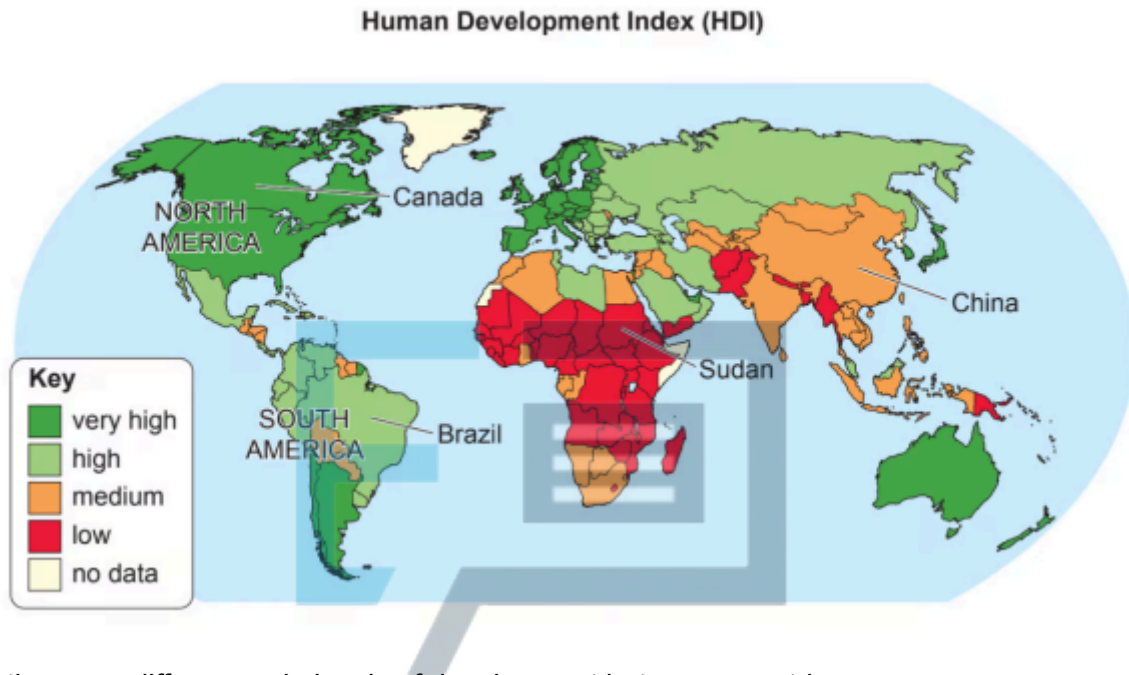 Human Development Index (HDI)
NORTH
AMERICA
Canada
China
Sudan
SOUTH
AMERICA
Brazil
Key
very high
high
medium
low
no data